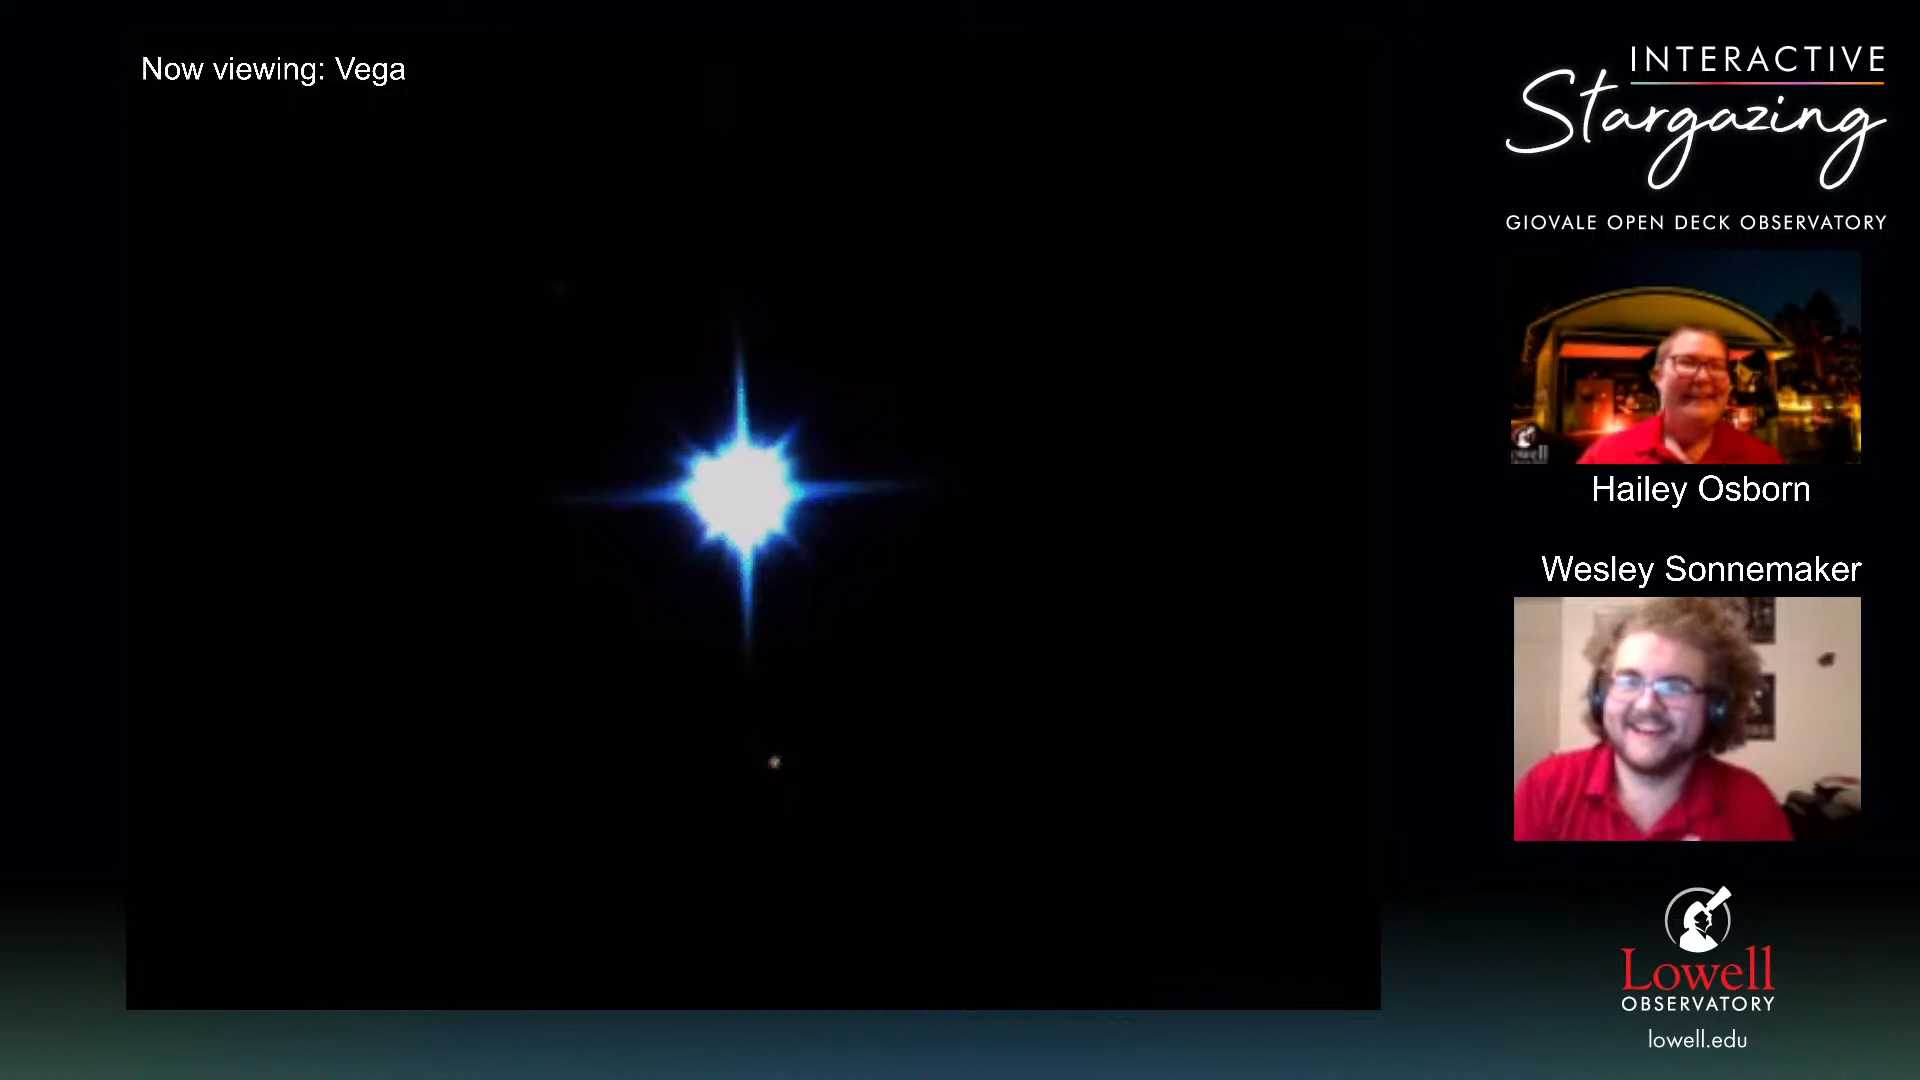 Now viewing: Vega
INTERACTIVE
Stargazing
GIOVALE OPEN DECK OBSERVATORY
Hailey Osborn
Wesley Sonnemaker
Lowell
OBSERVATORY
lowell.edu